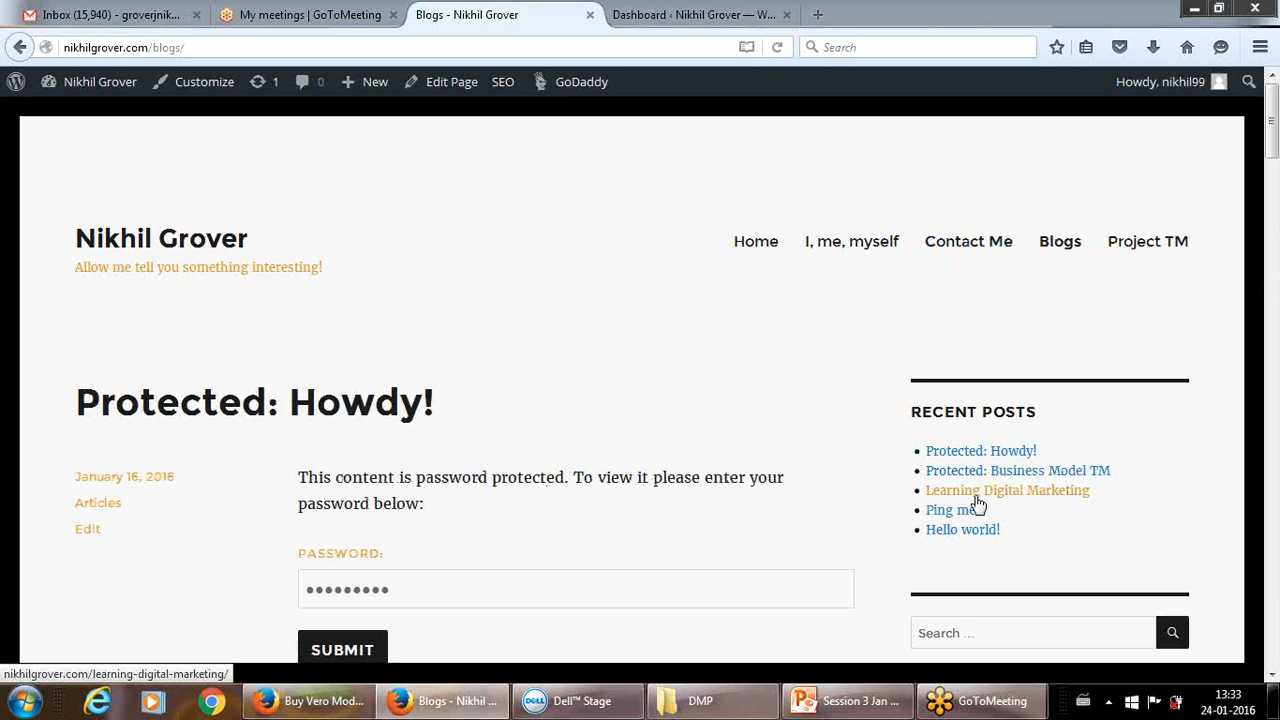 Inbox (15,940) - groverjnik...
My meetings | GoToMeeting
Blogs - Nikhil Grover
Dashboard ‹ Nikhil Grover — W...
nikhilgrover.com/blogs/
Search
Nikhil Grover
Customize
1
0
New
Edit Page
SEO
GoDaddy
Howdy, nikhil99
Nikhil Grover
Allow me tell you something interesting!
Home
I, me, myself
Contact Me
Blogs
Project TM
Protected: Howdy!
January 16, 2016
Articles
Edit
This content is password protected. To view it please enter your
password below:
PASSWORD:
SUBMIT
RECENT POSTS
Protected: Howdy!
Protected: Business Model TM
Learning Digital Marketing
Ping me
Hello world!
Search ...
nikhilgrover.com/learning-digital-marketing/
Buy Vero Mod...
Blogs - Nikhil ...
Dell™ Stage
DMP
Session 3 Jan ...
GoToMeeting
13:33
24-01-2016